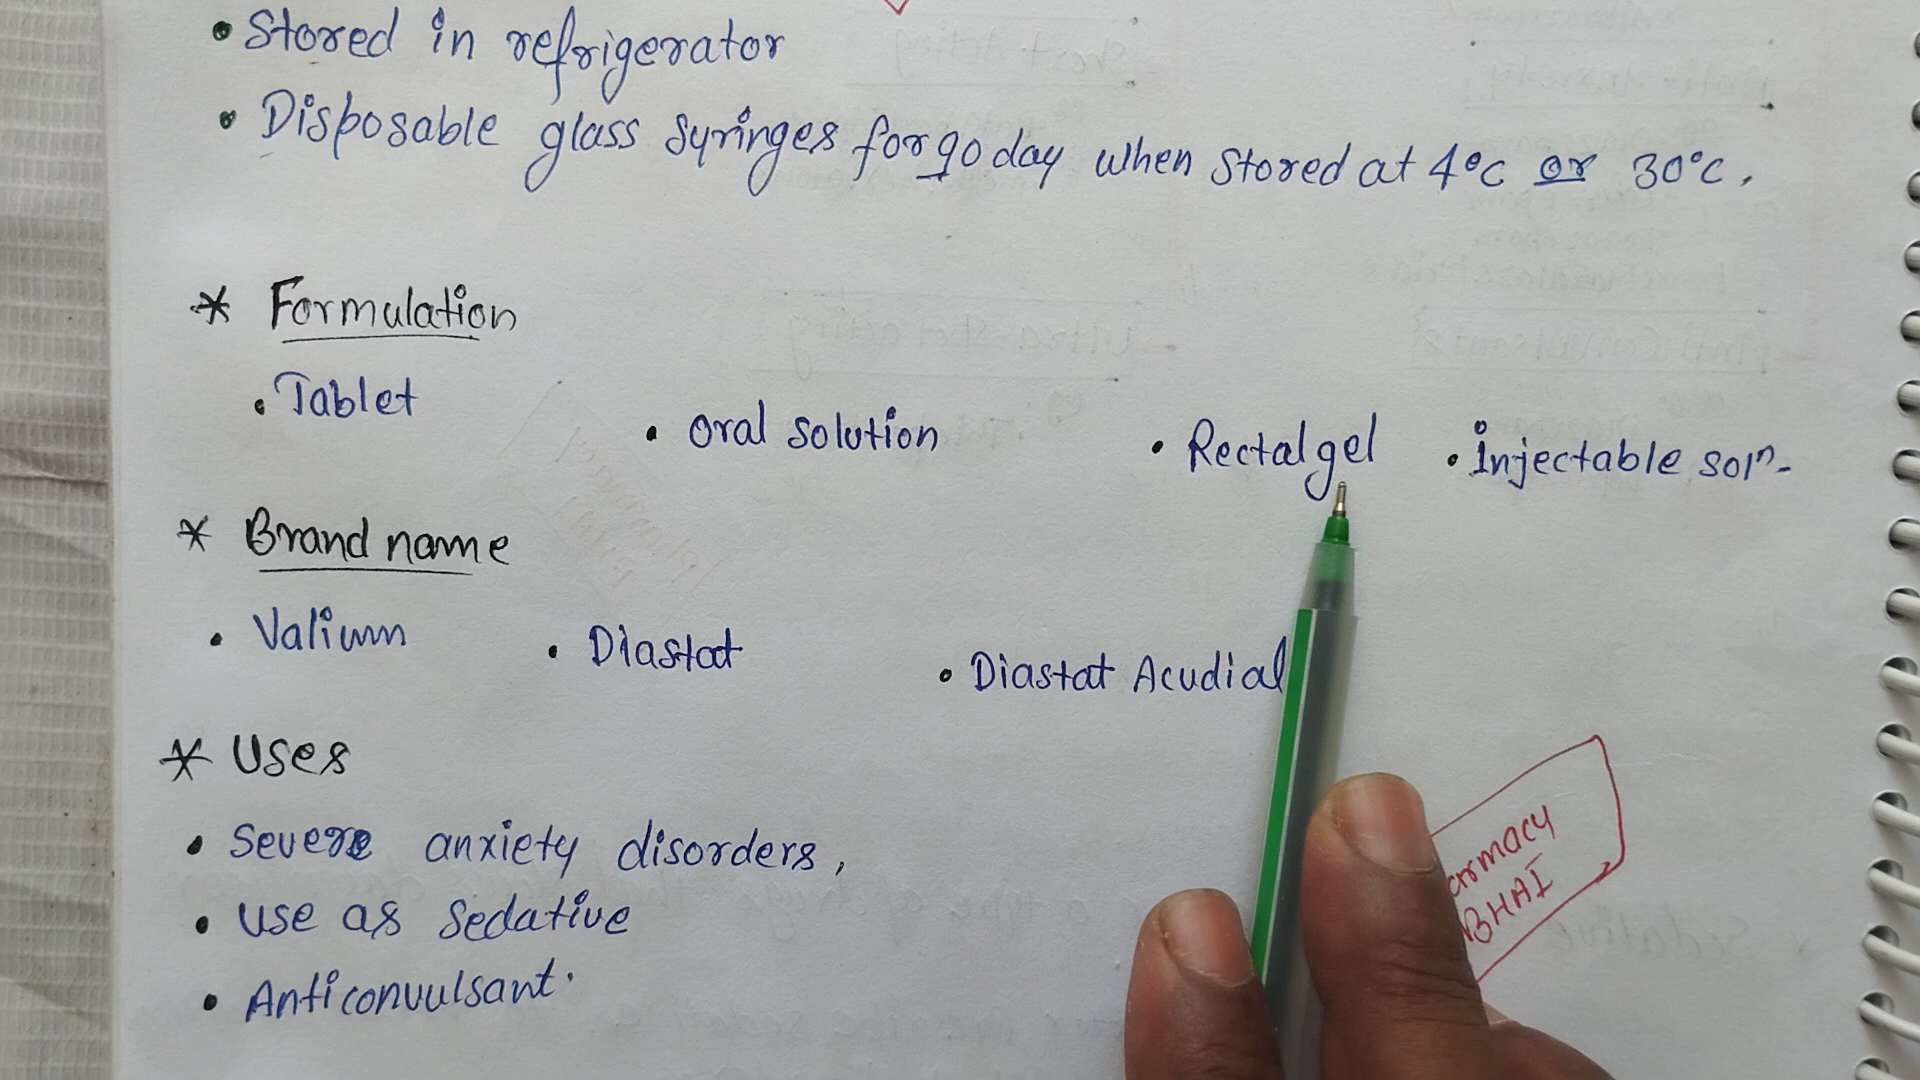 • Stored in refrigerator
• Disposable glass syringes for 90 day when stored at 4°c or 30°c.
* Formulation
• Tablet • Oral solution • Rectal gel • Injectable solⁿ.
* Brand name
• Valium • Diastat • Diastat Acudial
* Uses
• Severe anxiety disorders,
• Use as Sedative
• Anticonvulsant.
BHAI